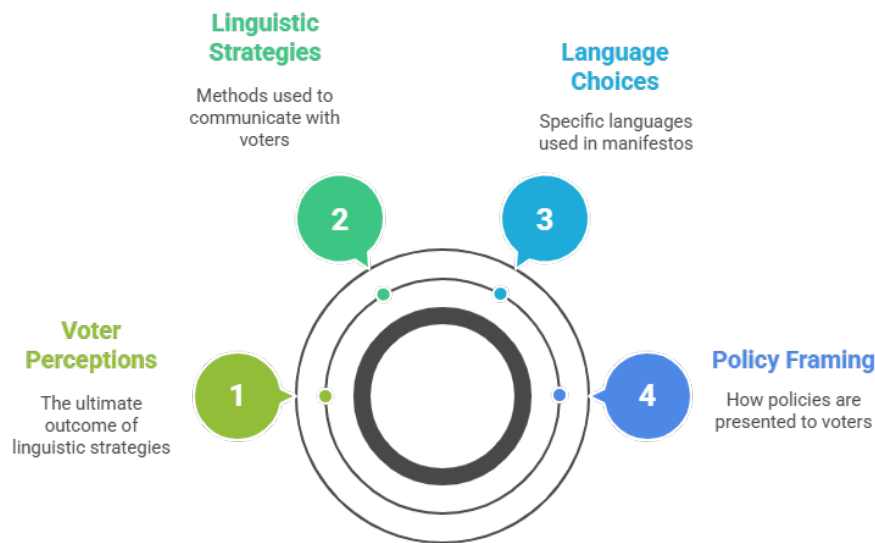 Linguistic
Strategies
Methods used to
communicate with
voters
2
Language
Choices
Specific languages
used in manifestos
3
Voter
Perceptions
The ultimate
outcome of
linguistic strategies
1
Policy Framing
How policies are
presented to voters
4